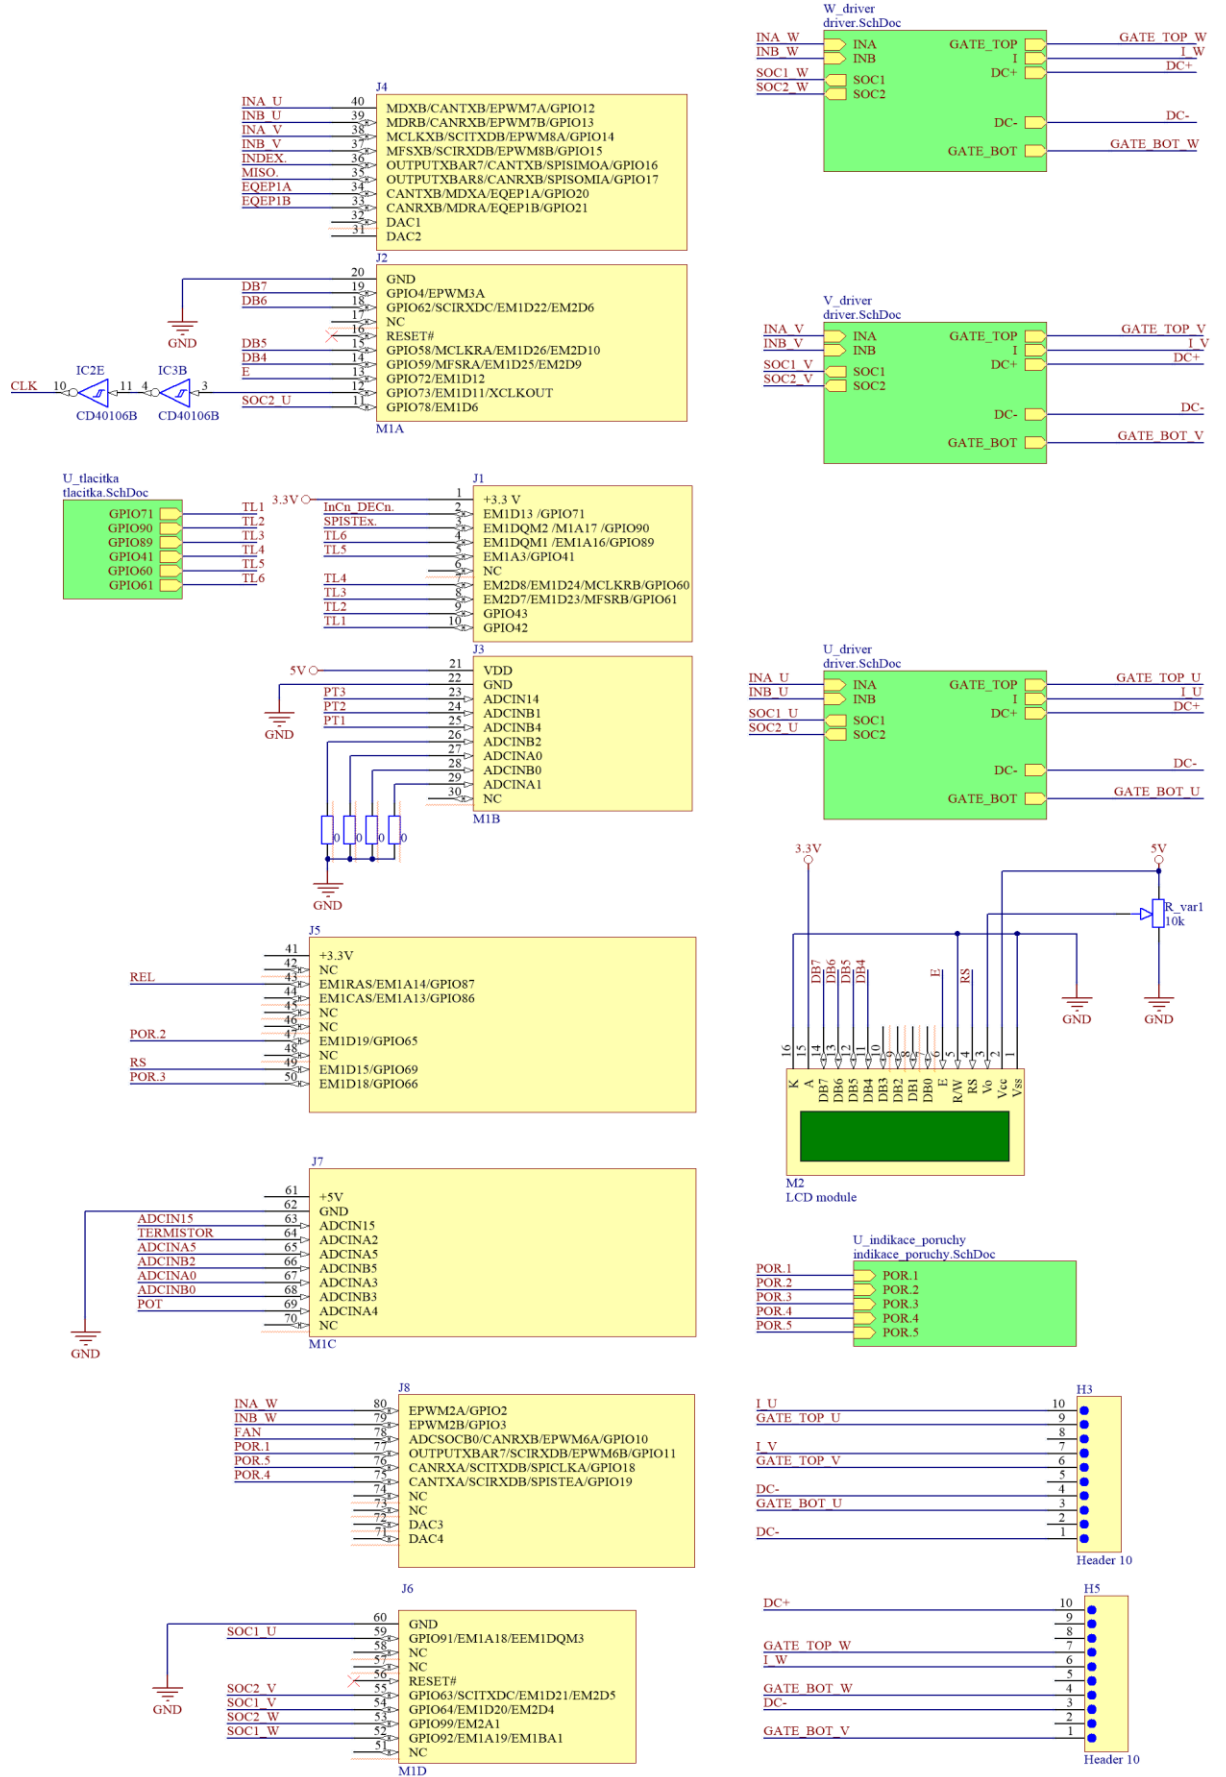 J4
INA_U 40 MDXB/CANTXB/EPWM7A/GPIO12
INB_U 39 MDRB/CANRXB/EPWM7B/GPIO13
INA_V 38 MCLKXB/SCITXDB/EPWM8A/GPIO14
INB_V 37 MFSXB/SCIRXDB/EPWM8B/GPIO15
INDEX. 36 OUTPUTXBAR7/CANTXB/SPISIMOA/GPIO16
MISO. 35 OUTPUTXBAR8/CANRXB/SPISOMIA/GPIO17
EQEP1A 34 CANTXB/MDXA/EQEP1A/GPIO20
EQEP1B 33 CANRXB/MDRA/EQEP1B/GPIO21
32 DAC1
31 DAC2
J2
20 GND
DB7 19 GPIO4/EPWM3A
DB6 18 GPIO62/SCIRXDC/EM1D22/EM2D6
17 NC
16 RESET#
DB5 15 GPIO58/MCLKRA/EM1D26/EM2D10
DB4 14 GPIO59/MFSRA/EM1D25/EM2D9
E 13 GPIO72/EM1D12
12 GPIO73/EM1D11/XCLKOUT
SOC2_U 11 GPIO78/EM1D6
M1A
GND
IC2E IC3B
CLK 10 11 4 3
CD40106B CD40106B
U_tlacitka
tlacitka.SchDoc
GPIO71 TL1
GPIO90 TL2
GPIO89 TL3
GPIO41 TL4
GPIO60 TL5
GPIO61 TL6
J1
3.3V 1 +3.3 V
InCn_DECn. 2 EM1D13 /GPIO71
SPISTEx. 3 EM1DQM2 /M1A17 /GPIO90
TL6 4 EM1DQM1 /EM1A16/GPIO89
TL5 5 EM1A3/GPIO41
6 NC
TL4 7 EM2D8/EM1D24/MCLKRB/GPIO60
TL3 8 EM2D7/EM1D23/MFSRB/GPIO61
TL2 9 GPIO43
TL1 10 GPIO42
J3
5V 21 VDD
22 GND
PT3 23 ADCIN14
PT2 24 ADCINB1
PT1 25 ADCINB4
26 ADCINB2
27 ADCINA0
28 ADCINB0
29 ADCINA1
30 NC
M1B
GND
0 0 0 0
GND
J5
41 +3.3V
42 NC
REL 43 EM1RAS/EM1A14/GPIO87
44 EM1CAS/EM1A13/GPIO86
45 NC
46 NC
POR.2 47 EM1D19/GPIO65
48 NC
RS 49 EM1D15/GPIO69
POR.3 50 EM1D18/GPIO66
J7
61 +5V
62 GND
ADCIN15 63 ADCIN15
TERMISTOR 64 ADCINA2
ADCINA5 65 ADCINA5
ADCINB2 66 ADCINB5
ADCINA0 67 ADCINA3
ADCINB0 68 ADCINB3
POT 69 ADCINA4
70 NC
M1C
GND
J8
INA_W 80 EPWM2A/GPIO2
INB_W 79 EPWM2B/GPIO3
FAN 78 ADCSOCB0/CANRXB/EPWM6A/GPIO10
POR.1 77 OUTPUTXBAR7/SCIRXDB/EPWM6B/GPIO11
POR.5 76 CANRXA/SCITXDB/SPICLKA/GPIO18
POR.4 75 CANTXA/SCIRXDB/SPISTEA/GPIO19
74 NC
73 NC
72 DAC3
71 DAC4
J6
60 GND
SOC1_U 59 GPIO91/EM1A18/EEM1DQM3
58 NC
57 NC
56 RESET#
SOC2_V 55 GPIO63/SCITXDC/EM1D21/EM2D5
SOC1_V 54 GPIO64/EM1D20/EM2D4
SOC2_W 53 GPIO99/EM2A1
SOC1_W 52 GPIO92/EM1A19/EM1BA1
51 NC
M1D
GND
W_driver
driver.SchDoc
INA_W INA GATE_TOP GATE_TOP_W
INB_W INB I I_W
DC+ DC+
SOC1_W SOC1
SOC2_W SOC2
DC- DC-
GATE_BOT GATE_BOT_W
V_driver
driver.SchDoc
INA_V INA GATE_TOP GATE_TOP_V
INB_V INB I I_V
DC+ DC+
SOC1_V SOC1
SOC2_V SOC2
DC- DC-
GATE_BOT GATE_BOT_V
U_driver
driver.SchDoc
INA_U INA GATE_TOP GATE_TOP_U
INB_U INB I I_U
DC+ DC+
SOC1_U SOC1
SOC2_U SOC2
DC- DC-
GATE_BOT GATE_BOT_U
3.3V 5V
R_var1
10k
DB7 DB6 DB5 DB4 E RS
GND GND
16 15 14 13 12 11 10 9 8 7 6 5 4 3 2 1
K A DB7 DB6 DB5 DB4 DB3 DB2 DB1 DB0 E R/W RS Vo Vcc Vss
M2
LCD module
U_indikace_poruchy
indikace_poruchy.SchDoc
POR.1 POR.1
POR.2 POR.2
POR.3 POR.3
POR.4 POR.4
POR.5 POR.5
H3
I_U 10
GATE_TOP_U 9
8
I_V 7
GATE_TOP_V 6
5
DC- 4
GATE_BOT_U 3
2
DC- 1
Header 10
H5
DC+ 10
9
8
GATE_TOP_W 7
I_W 6
5
GATE_BOT_W 4
DC- 3
2
GATE_BOT_V 1
Header 10